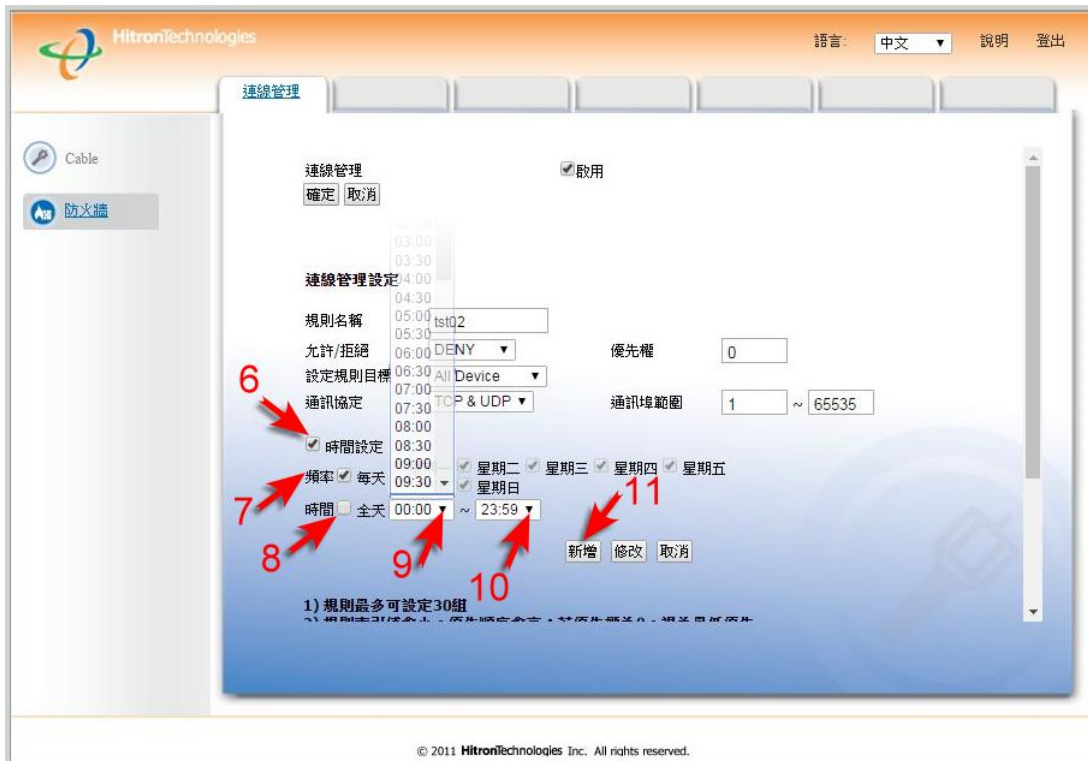 HitronTechnologies
語言: 中文 說明 登出
連線管理
Cable
防火牆
連線管理 啟用
確定 取消
03:00
03:30
連線管理設定 04:00
04:30
規則名稱 05:00 tst02
05:30
允許/拒絕 06:00 DENY 優先權 0
設定規則目標 06:30 All Device
07:00
通訊協定 07:30 TCP & UDP 通訊埠範圍 1 ~ 65535
08:00
6
時間設定 08:30
09:00
7 頻率 每天 星期二 星期三 星期四 星期五
09:30 星期日
8 時間 全天 00:00 ~ 23:59
9 10 11
新增 修改 取消
1) 規則最多可設定30組
© 2011 HitronTechnologies Inc. All rights reserved.